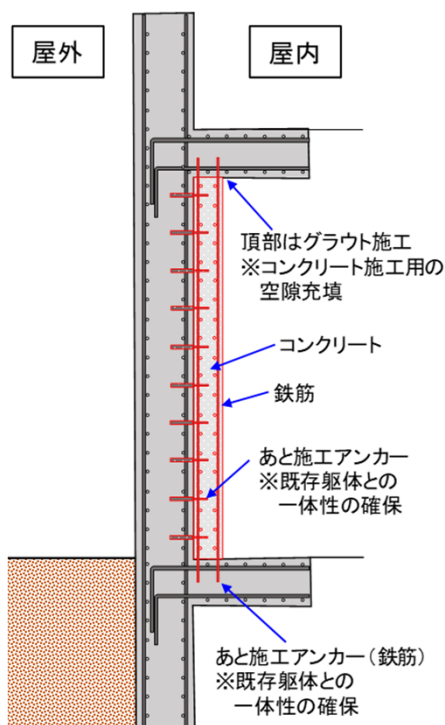 屋外
屋内
頂部はグラウト施工
※コンクリート施工用の
空隙充填
コンクリート
鉄筋
あと施工アンカー
※既存躯体との
一体性の確保
あと施工アンカー(鉄筋)
※既存躯体との
一体性の確保